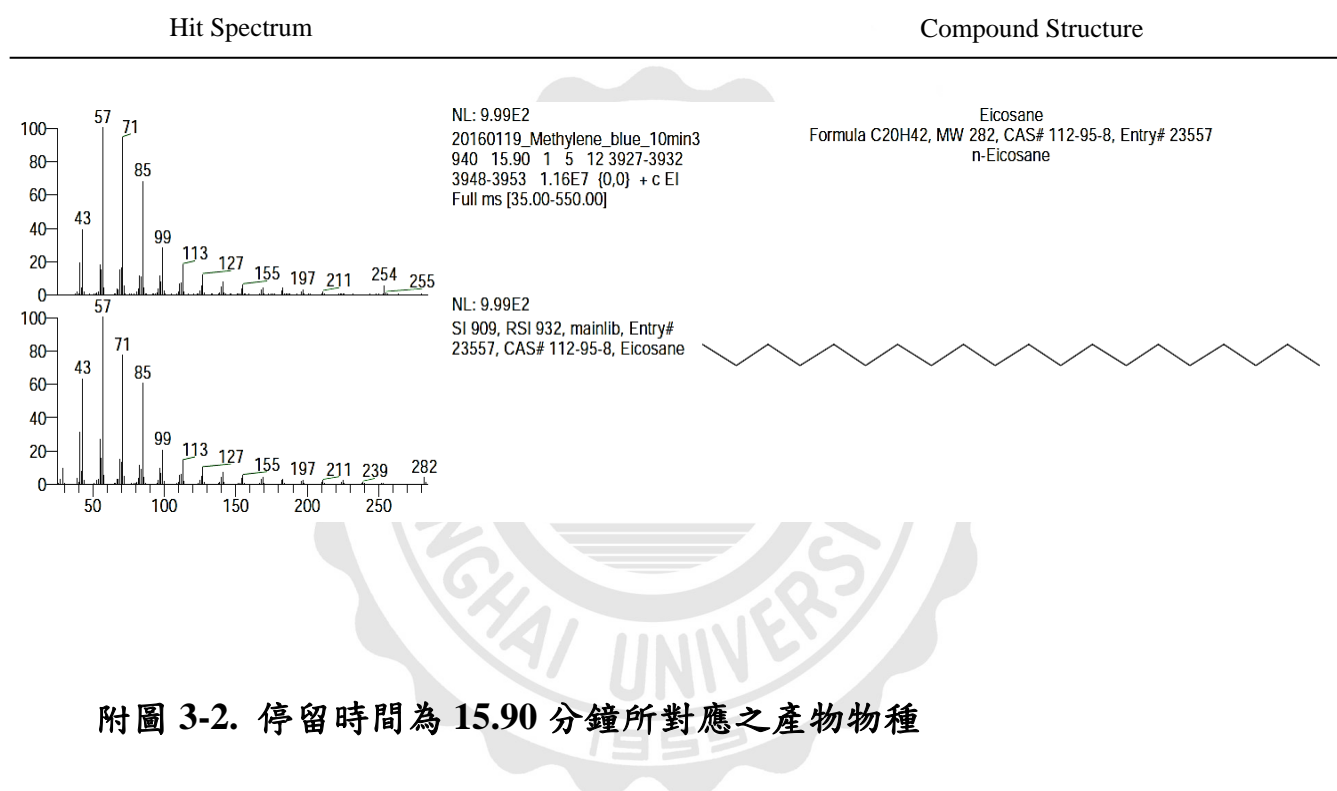 Hit Spectrum
Compound Structure
57
71
100
80
85
60
43
40
99
20
113
127
155
197
211
254
255
0
NL: 9.99E2
20160119_Methylene_blue_10min3
940 15.90 1 5 12 3927-3932
3948-3953 1.16E7 {0,0} + c EI
Full ms [35.00-550.00]
Eicosane
Formula C20H42, MW 282, CAS# 112-95-8, Entry# 23557
n-Eicosane
57
100
71
80
85
43
60
40
99
20
113
127
155
197
211
239
282
0
50 100 150 200 250
NL: 9.99E2
SI 909, RSI 932, mainlib, Entry#
23557, CAS# 112-95-8, Eicosane
NGHAI UNIVERSI
1955
附圖 3-2. 停留時間為 15.90 分鐘所對應之產物物種